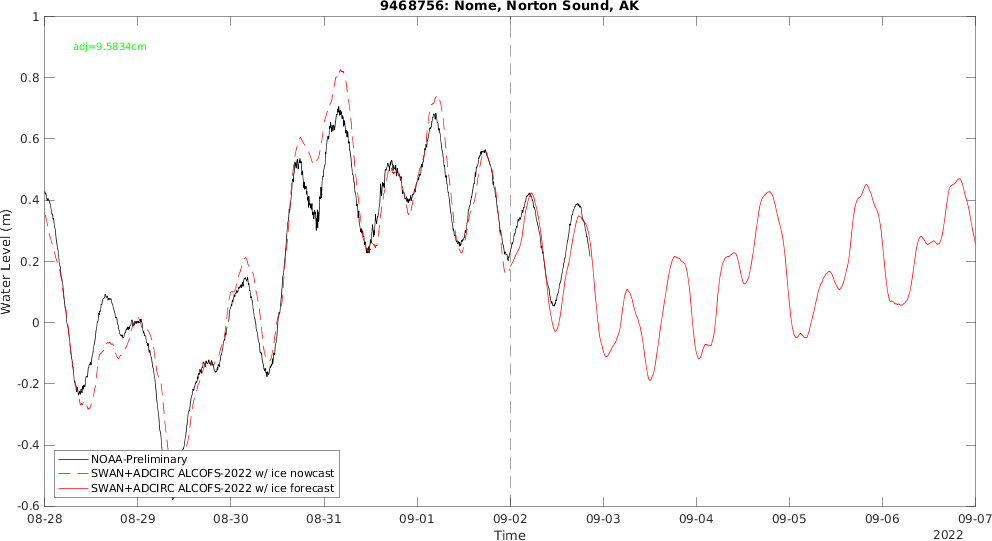 9468756: Nome, Norton Sound, AK
adj=9.5834cm
1
0.8
0.6
0.4
0.2
0
-0.2
-0.4
-0.6
Water Level (m)
NOAA-Preliminary
SWAN+ADCIRC ALCOFS-2022 w/ ice nowcast
SWAN+ADCIRC ALCOFS-2022 w/ ice forecast
08-28 08-29 08-30 08-31 09-01 09-02 09-03 09-04 09-05 09-06 09-07
Time
2022